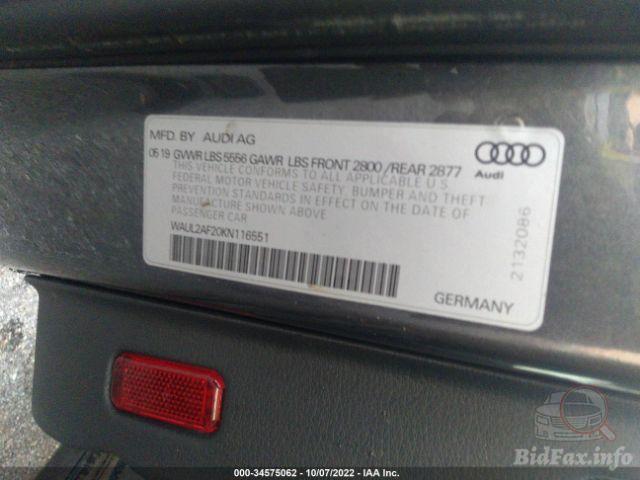 MFD. BY AUDI AG
05 19 GVWR LBS 5556 GAWR LBS FRONT 2800 / REAR 2877
THIS VEHICLE CONFORMS TO ALL APPLICABLE U S
FEDERAL MOTOR VEHICLE SAFETY, BUMPER AND THEFT
PREVENTION STANDARDS IN EFFECT ON THE DATE OF
MANUFACTURE SHOWN ABOVE
PASSENGER CAR
WAUL2AF20KN116551
Audi
2132086
GERMANY
BidFax.info
000-34575062 - 10/07/2022 - IAA Inc.